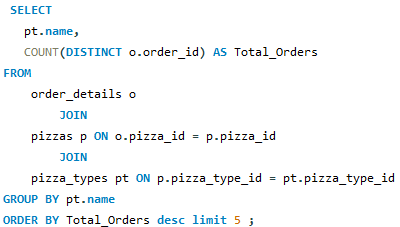 SELECT
pt.name,
COUNT(DISTINCT o.order_id) AS Total_Orders
FROM
order_details o
JOIN
pizzas p ON o.pizza_id = p.pizza_id
JOIN
pizza_types pt ON p.pizza_type_id = pt.pizza_type_id
GROUP BY pt.name
ORDER BY Total_Orders desc limit 5 ;